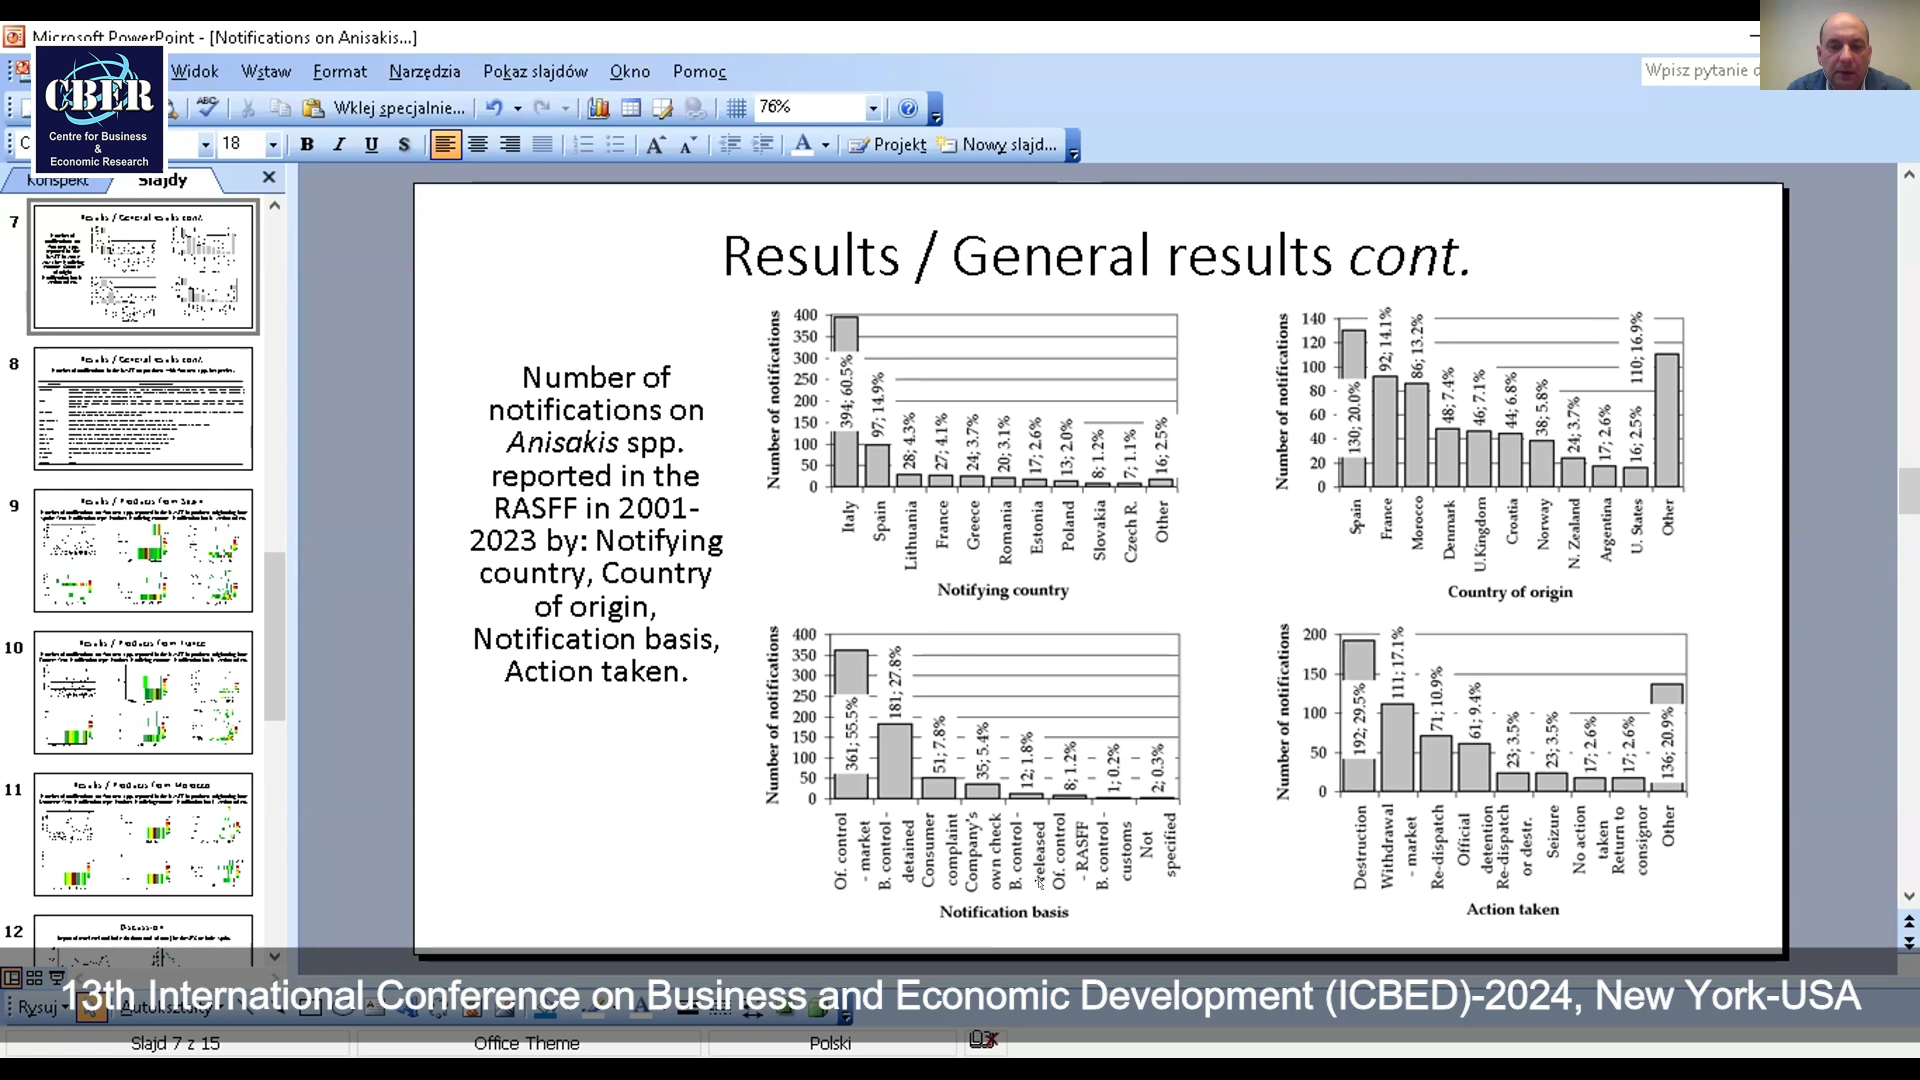 Microsoft PowerPoint - [Notifications on Anisakis...]
Widok Wstaw Format Narzędzia Pokaz slajdów Okno Pomoc
Wpisz pytanie d
CBER
Centre for Business
&
Economic Research
Wklej specjalnie... 76%
18 B I U S A Projekt Nowy slajd...
Konspekt Slajdy
7
8
9
10
11
12
Results / General results cont.
Number of
notifications on
Anisakis spp.
reported in the
RASFF in 2001-
2023 by: Notifying
country, Country
of origin,
Notification basis,
Action taken.
Number of notifications
400
350
300
250
200
150
100
50
0
394; 60.5%
97; 14.9%
28; 4.3%
27; 4.1%
24; 3.7%
20; 3.1%
17; 2.6%
13; 2.0%
8; 1.2%
7; 1.1%
16; 2.5%
Italy
Spain
Lithuania
France
Greece
Romania
Estonia
Poland
Slovakia
Czech R.
Other
Notifying country
Number of notifications
140
120
100
80
60
40
20
0
130; 20.0%
92; 14.1%
86; 13.2%
48; 7.4%
46; 7.1%
44; 6.8%
38; 5.8%
24; 3.7%
17; 2.6%
16; 2.5%
110; 16.9%
Spain
France
Morocco
Denmark
U.Kingdom
Croatia
Norway
N. Zealand
Argentina
U. States
Other
Country of origin
Number of notifications
400
350
300
250
200
150
100
50
0
361; 55.5%
181; 27.8%
51; 7.8%
35; 5.4%
12; 1.8%
8; 1.2%
1; 0.2%
2; 0.3%
Of. control
- market
B. control -
detained
Consumer
complaint
Company's
own check
B. control -
released
Of. control
- RASFF
B. control -
customs
Not
specified
Notification basis
Number of notifications
200
150
100
50
0
192; 29.5%
111; 17.1%
71; 10.9%
61; 9.4%
23; 3.5%
23; 3.5%
17; 2.6%
17; 2.6%
136; 20.9%
Destruction
Withdrawal
- market
Re-dispatch
Official
detention
Re-dispatch
or destr.
Seizure
No action
taken
Return to
consignor
Other
Action taken
13th International Conference on Business and Economic Development (ICBED)-2024, New York-USA
Rysuj Autokształty
Slajd 7 z 15 Office Theme Polski